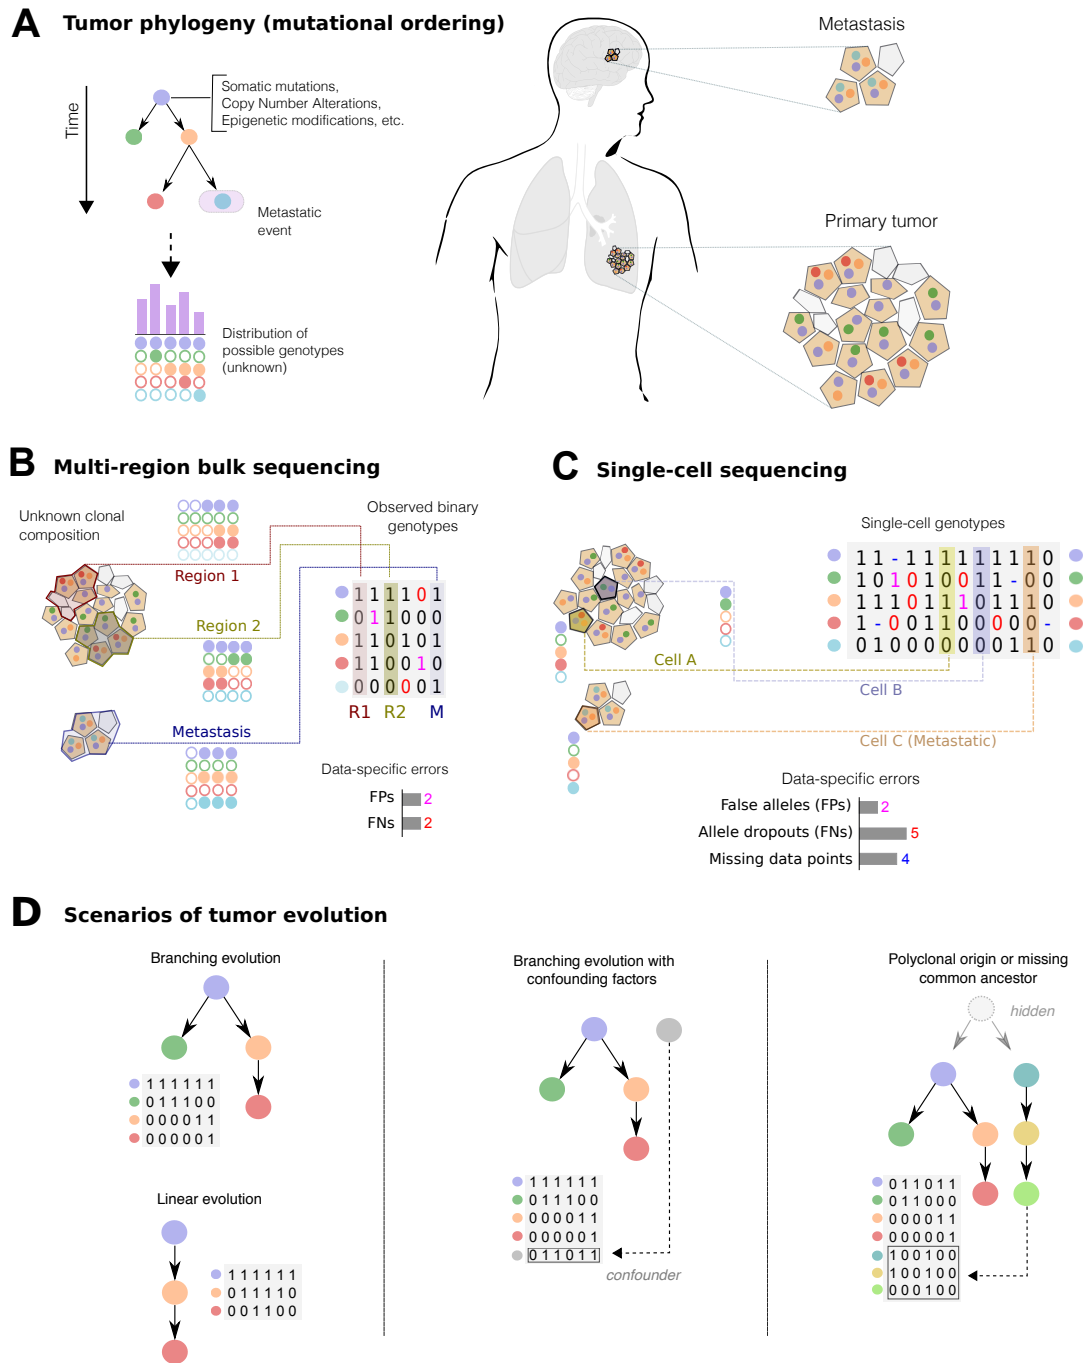 A Tumor phylogeny (mutational ordering)
Time
Somatic mutations,
Copy Number Alterations,
Epigenetic modifications, etc.
Metastatic
event
Distribution of
possible genotypes
(unknown)
Metastasis
Primary tumor
B Multi-region bulk sequencing
Unknown clonal
composition
Region 1
Region 2
Metastasis
Observed binary
genotypes
1 1 1 1 0 1
0 1 1 0 0 0
1 1 0 1 0 1
1 1 0 0 1 0
0 0 0 0 0 1
R1 R2 M
Data-specific errors
FPs 2
FNs 2
C Single-cell sequencing
Single-cell genotypes
1 1 - 1 1 1 1 1 1 1 1 0
1 0 1 0 1 0 0 1 1 - 0 0
1 1 1 0 1 1 1 0 1 1 1 0
1 - 0 0 1 1 0 0 0 0 0 -
0 1 0 0 0 0 0 0 0 1 1 0
Cell A
Cell B
Cell C (Metastatic)
Data-specific errors
False alleles (FPs) 2
Allele dropouts (FNs) 5
Missing data points 4
D Scenarios of tumor evolution
Branching evolution
1 1 1 1 1 1
0 1 1 1 0 0
0 0 0 0 1 1
0 0 0 0 0 1
Linear evolution
1 1 1 1 1 1
0 1 1 1 1 0
0 0 1 1 0 0
Branching evolution with
confounding factors
1 1 1 1 1 1
0 1 1 1 0 0
0 0 0 0 1 1
0 0 0 0 0 1
0 1 1 0 1 1
confounder
Polyclonal origin or missing
common ancestor
hidden
0 1 1 0 1 1
0 1 1 0 0 0
0 0 0 0 1 1
0 0 0 0 0 1
1 0 0 1 0 0
1 0 0 1 0 0
0 0 0 1 0 0